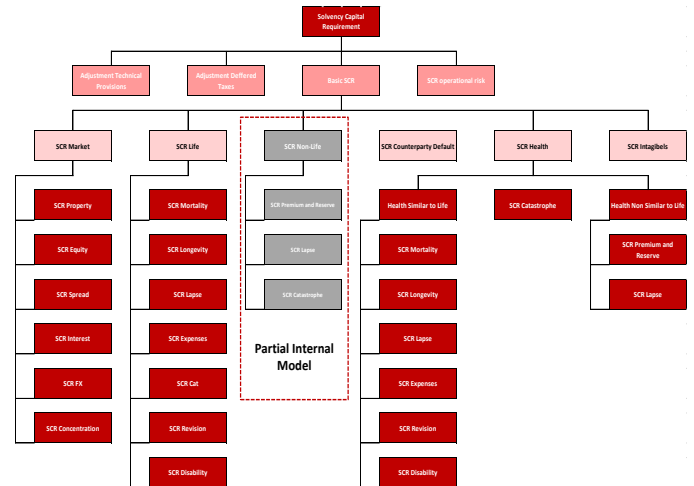 Solvency Capital
Requirement
Adjustment Technical
Provisions
Adjustment Deffered
Taxes
Basic SCR
SCR operational risk
SCR Market
SCR Life
SCR Non-Life
SCR Counterparty Default
SCR Health
SCR Intagibels
SCR Property
SCR Mortality
SCR Premium and Reserve
Health Similar to Life
SCR Catastrophe
Health Non Similar to Life
SCR Equity
SCR Longevity
SCR Lapse
SCR Mortality
SCR Premium and
Reserve
SCR Spread
SCR Lapse
SCR Catastrophe
SCR Longevity
SCR Lapse
SCR Interest
SCR Expenses
SCR Lapse
Partial Internal
Model
SCR FX
SCR Cat
SCR Expenses
SCR Concentration
SCR Revision
SCR Revision
SCR Disability
SCR Disability